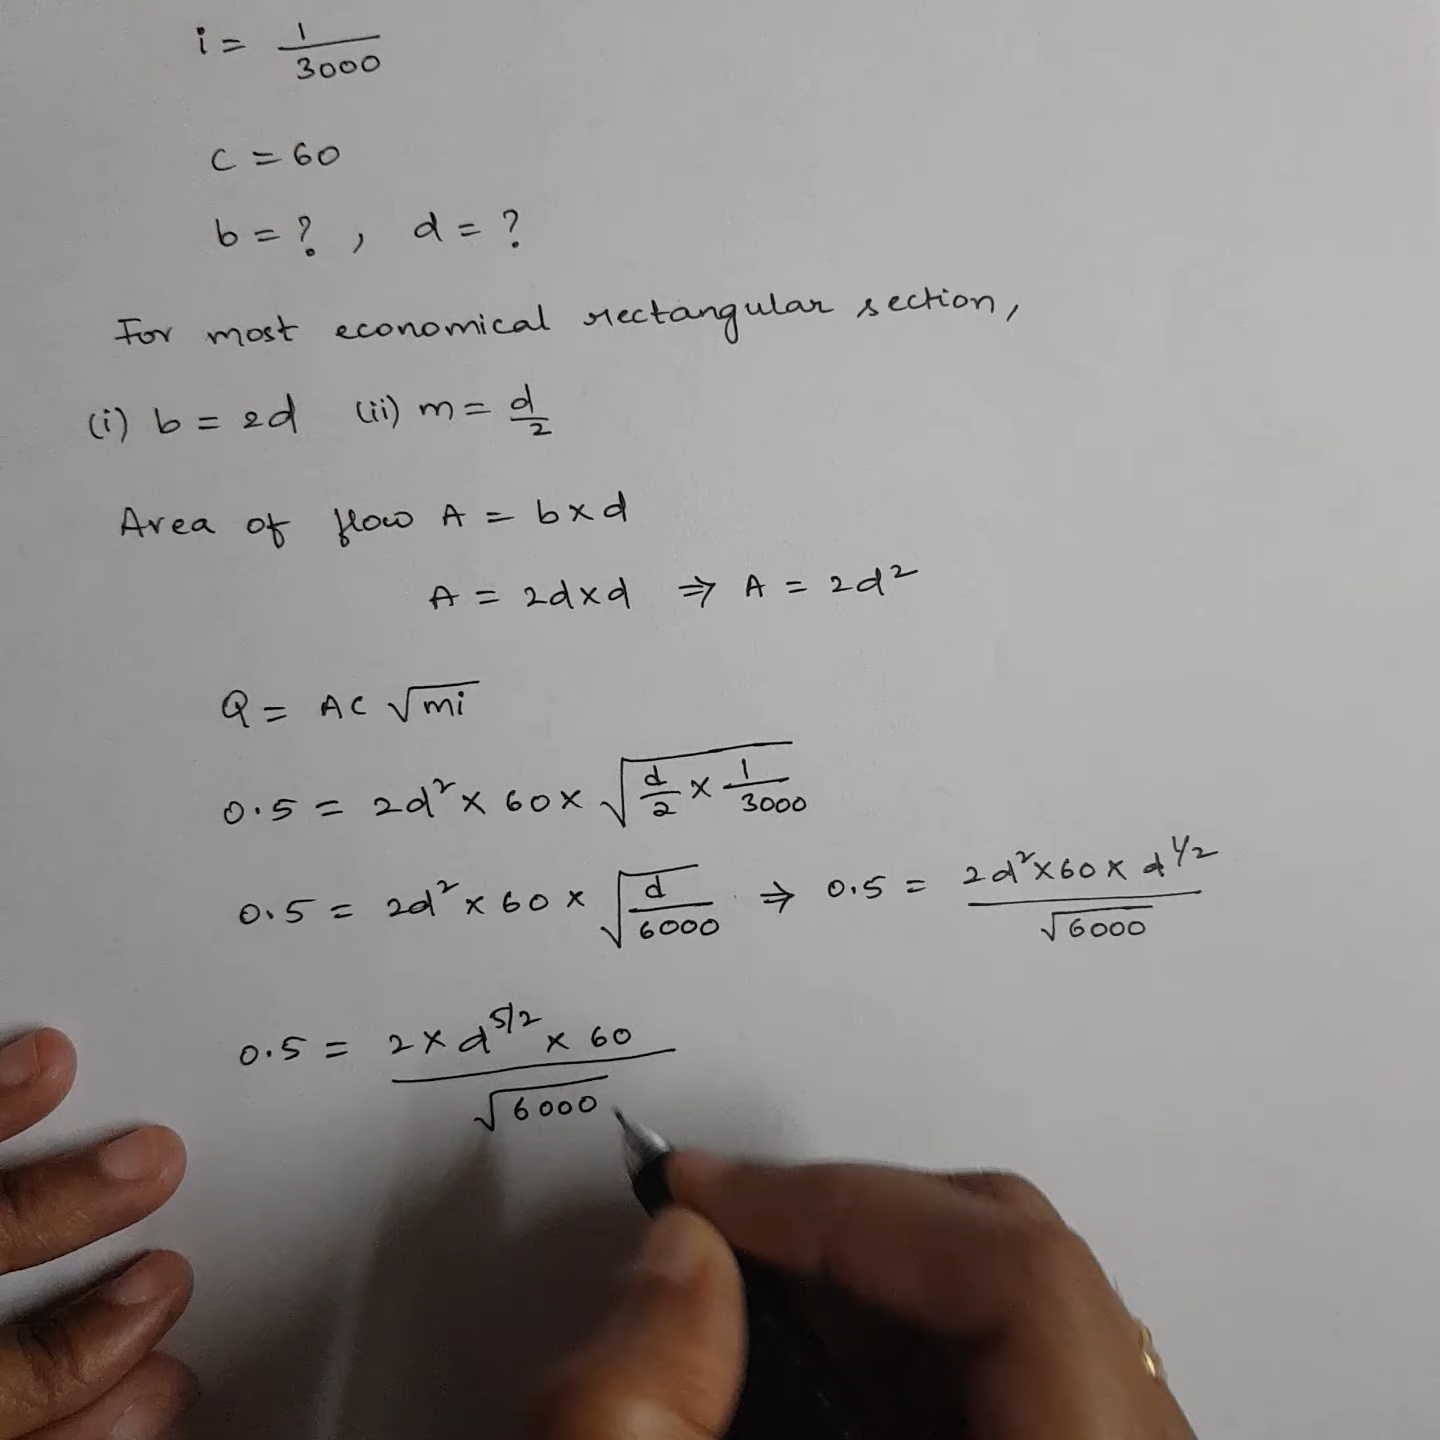 i = 1/3000
C = 60
b = ? , d = ?
For most economical rectangular section,
(i) b = 2d (ii) m = d/2
Area of flow A = b × d
A = 2d × d ⇒ A = 2d²
Q = AC √mi
0.5 = 2d² × 60 × √(d/2 × 1/3000)
0.5 = 2d² × 60 × √(d/6000) ⇒ 0.5 = (2d² × 60 × d^1/2)/√6000
0.5 = (2 × d^5/2 × 60)/√6000